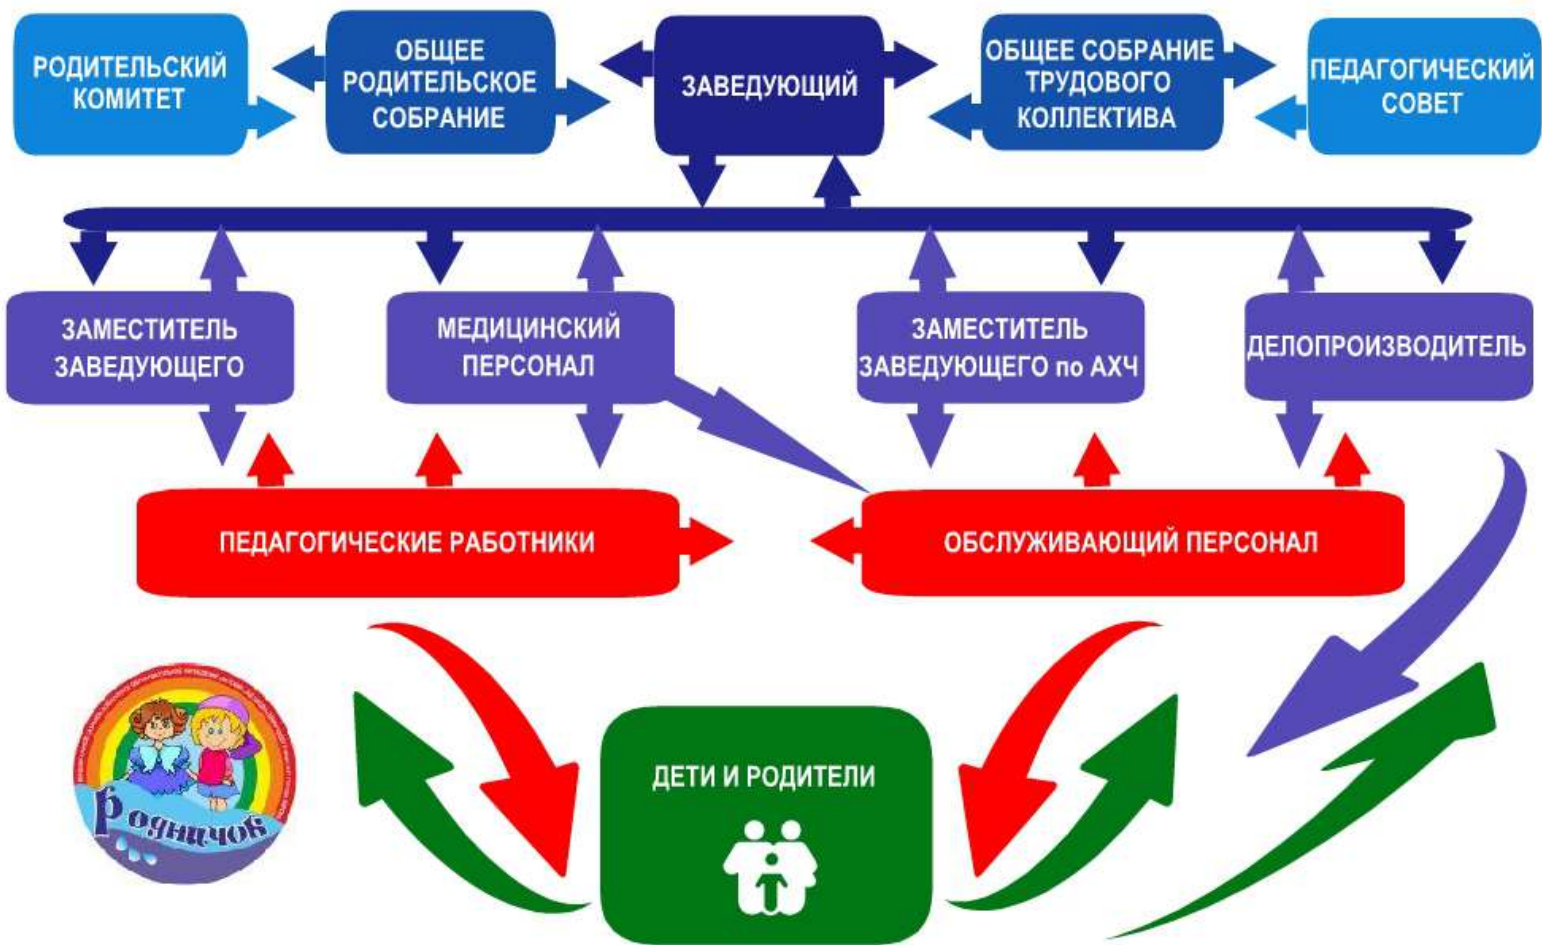 РОДИТЕЛЬСКИЙ
КОМИТЕТ
ОБЩЕЕ
РОДИТЕЛЬСКОЕ
СОБРАНИЕ
ЗАВЕДУЮЩИЙ
ОБЩЕЕ СОБРАНИЕ
ТРУДОВОГО
КОЛЛЕКТИВА
ПЕДАГОГИЧЕСКИЙ
СОВЕТ
ЗАМЕСТИТЕЛЬ
ЗАВЕДУЮЩЕГО
МЕДИЦИНСКИЙ
ПЕРСОНАЛ
ЗАМЕСТИТЕЛЬ
ЗАВЕДУЮЩЕГО по АХЧ
ДЕЛОПРОИЗВОДИТЕЛЬ
ПЕДАГОГИЧЕСКИЕ РАБОТНИКИ
ОБСЛУЖИВАЮЩИЙ ПЕРСОНАЛ
ДЕТИ И РОДИТЕЛИ
Родничок